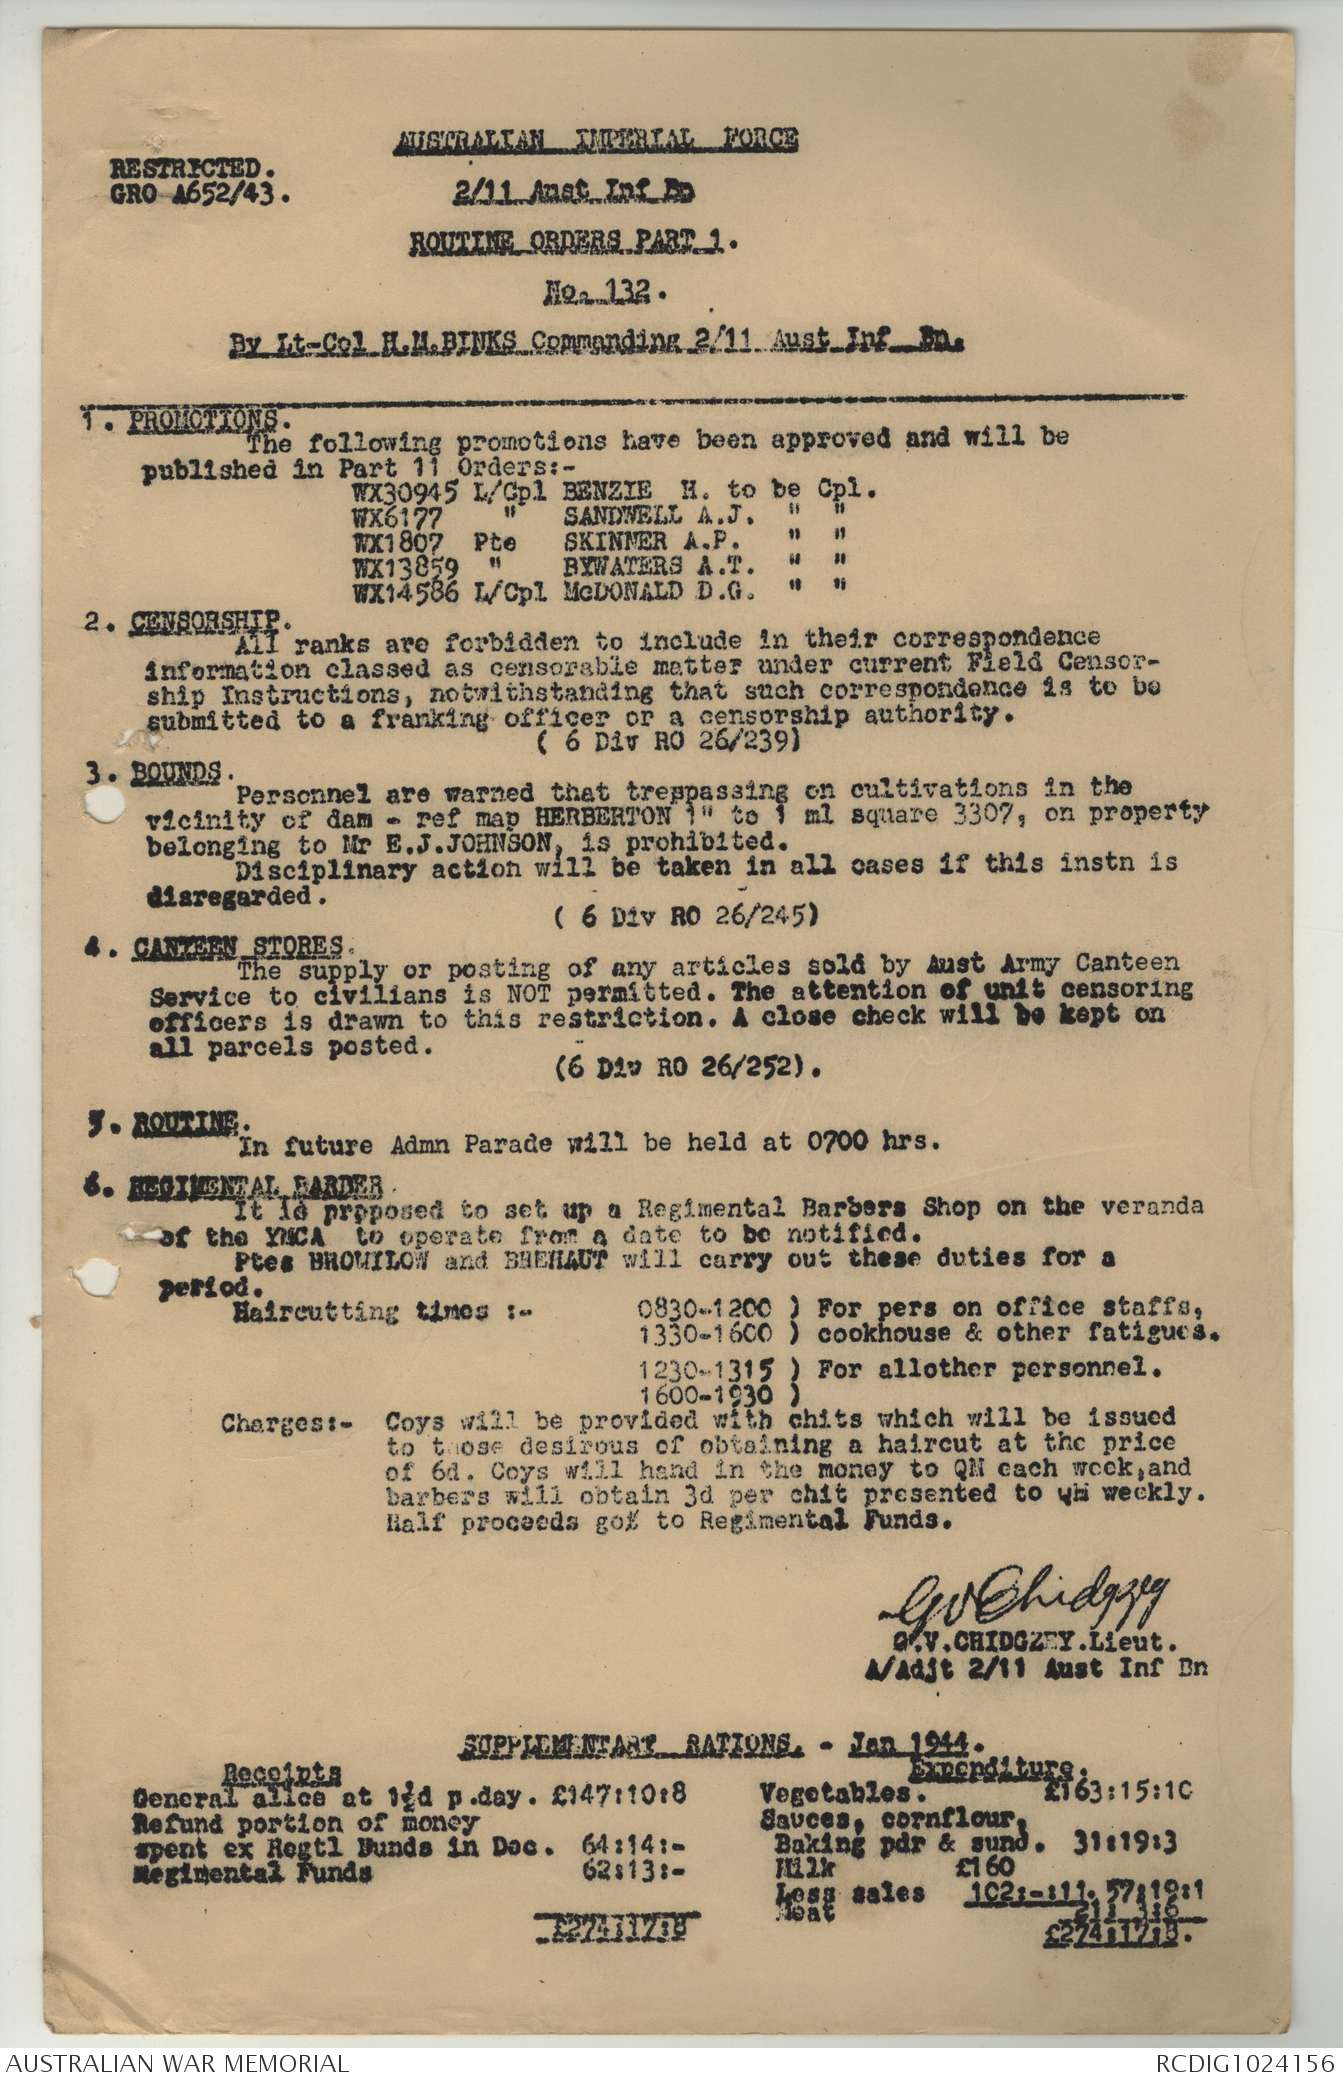 AUSTRALIAN IMPERIAL FORCE
RESTRICTED.
GRO A652/43.
2/11 Aust Inf Bn
ROUTINE ORDERS PART 1.
No. 132.
By Lt-Col H.M.BINKS Commanding 2/11 Aust Inf Bn.
1. PROMOTIONS.
The following promotions have been approved and will be
published in Part 11 Orders:-
WX30945 L/Cpl BENZIE H. to be Cpl.
WX6177 " SANDWELL A.J. " "
WX1807 Pte SKINNER A.P. " "
WX13859 " BYWATERS A.T. " "
WX14586 L/Cpl McDONALD D.G. " "
2. CENSORSHIP.
All ranks are forbidden to include in their correspondence
information classed as censorable matter under current Field Censor-
ship Instructions, notwithstanding that such correspondence is to be
submitted to a franking officer or a censorship authority.
( 6 Div RO 26/239)
3. BOUNDS.
Personnel are warned that trespassing on cultivations in the
vicinity of dam - ref map HERBERTON 1" to 1 ml square 3307, on property
belonging to Mr E.J.JOHNSON, is prohibited.
Disciplinary action will be taken in all cases if this instn is
disregarded.
( 6 Div RO 26/245)
4. CANTEEN STORES.
The supply or posting of any articles sold by Aust Army Canteen
Service to civilians is NOT permitted. The attention of unit censoring
officers is drawn to this restriction. A close check will be kept on
all parcels posted.
(6 Div RO 26/252).
5. ROUTINE.
In future Admn Parade will be held at 0700 hrs.
6. REGIMENTAL BARBER.
It is proposed to set up a Regimental Barbers Shop on the veranda
of the YMCA to operate from a date to be notified.
Ptes BROMILOW and BREHAUT will carry out these duties for a
period.
Haircutting times :- 0830-1200 ) For pers on office staffs,
1330-1600 ) cookhouse & other fatigues.
1230-1315 ) For allother personnel.
1600-1930 )
Charges:- Coys will be provided with chits which will be issued
to those desirous of obtaining a haircut at the price
of 6d. Coys will hand in the money to QM each week,and
barbers will obtain 3d per chit presented to QM weekly.
Half proceeds go to Regimental Funds.
GVChidgzey
G.V.CHIDGZEY.Lieut.
A/Adjt 2/11 Aust Inf Bn
SUPPLEMENTARY RATIONS. - Jan 1944.
Receipts Expenditure.
General allce at 1½d p.day. £147:10:8 Vegetables. £163:15:10
Refund portion of money Sauces, cornflour,
spent ex Regtl Funds in Dec. 64:14:- Baking pdr & sund. 31:19:3
Regimental Funds 62:13:- Milk £160
Less sales 102:-:11. 57:19:1
Meat 21: 3:6
£274:17:8 £274:17:8.
AUSTRALIAN WAR MEMORIAL RCDIG1024156